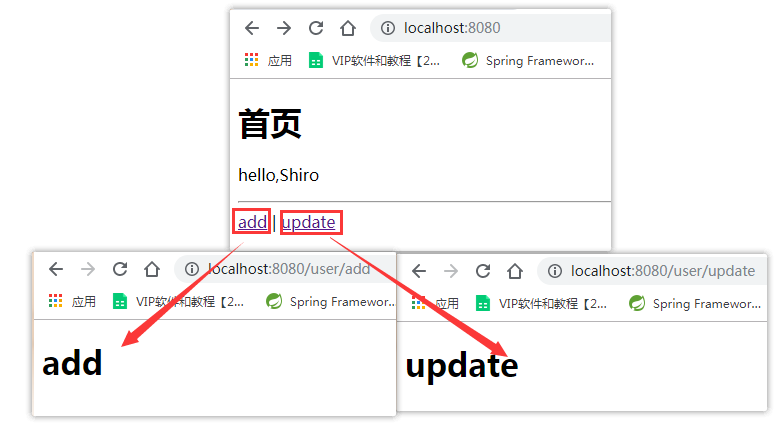 localhost:8080
应用 VIP软件和教程【2... Spring Framewor...
首页
hello,Shiro
add | update
localhost:8080/user/add
应用 VIP软件和教程【2... Spring Framewor...
add
localhost:8080/user/update
应用 VIP软件和教程【2... Spring Framewor...
update